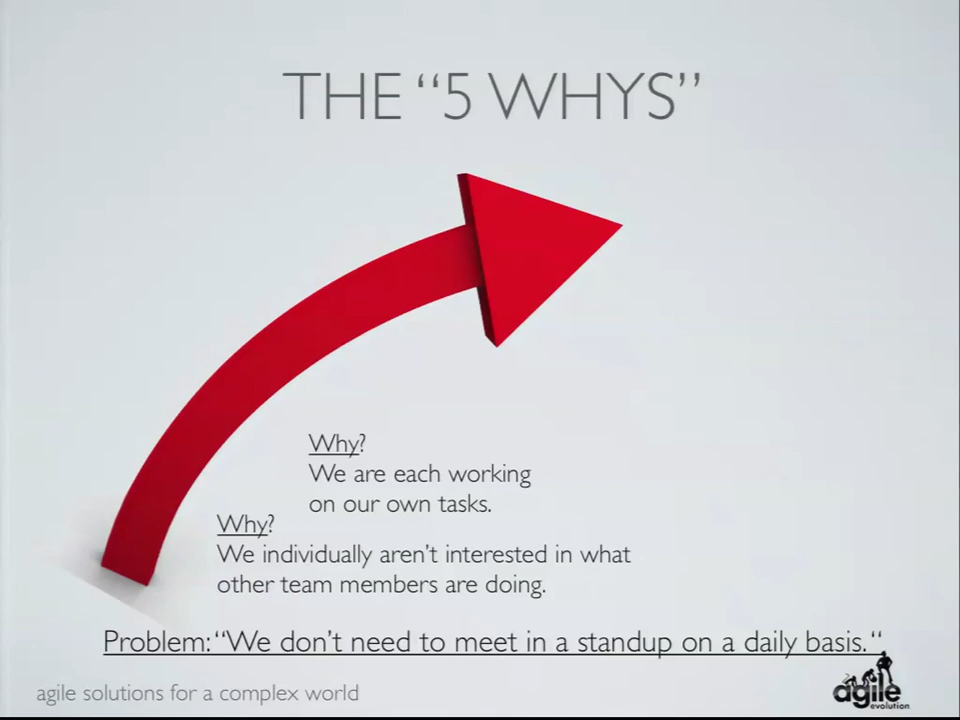 THE “5 WHYS”
Why?
We are each working
on our own tasks.
Why?
We individually aren’t interested in what
other team members are doing.
Problem: “We don’t need to meet in a standup on a daily basis.“
agile solutions for a complex world
agile
evolution